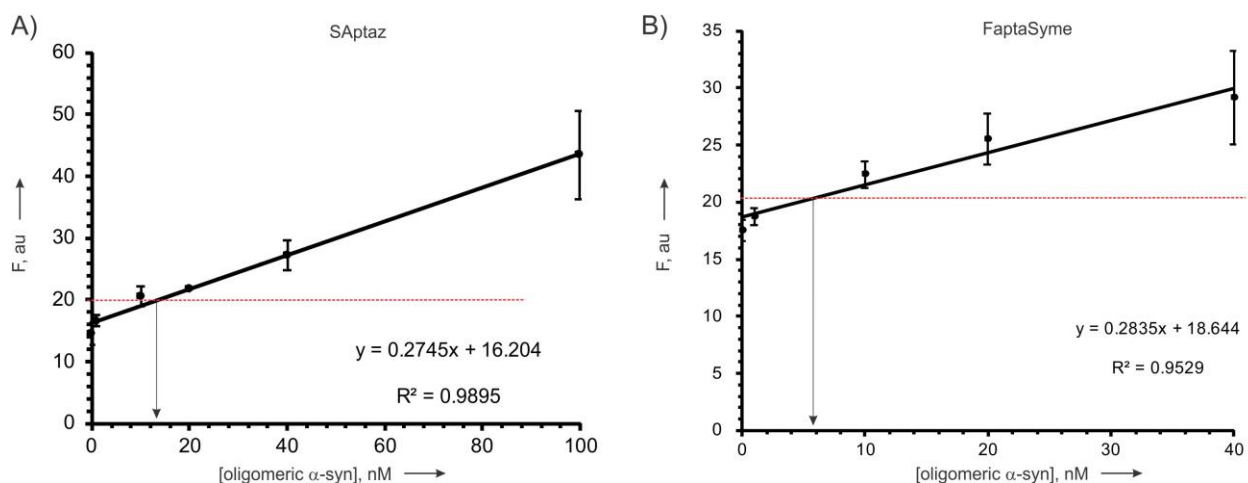 A)
SAptaz
60
50
40
30
20
10
0
F, au
0 20 40 60 80 100
[oligomeric α-syn], nM
y = 0.2745x + 16.204
R² = 0.9895
B)
FaptaSyme
35
30
25
20
15
10
5
0
F, au
0 10 20 30 40
[oligomeric α-syn], nM
y = 0.2835x + 18.644
R² = 0.9529